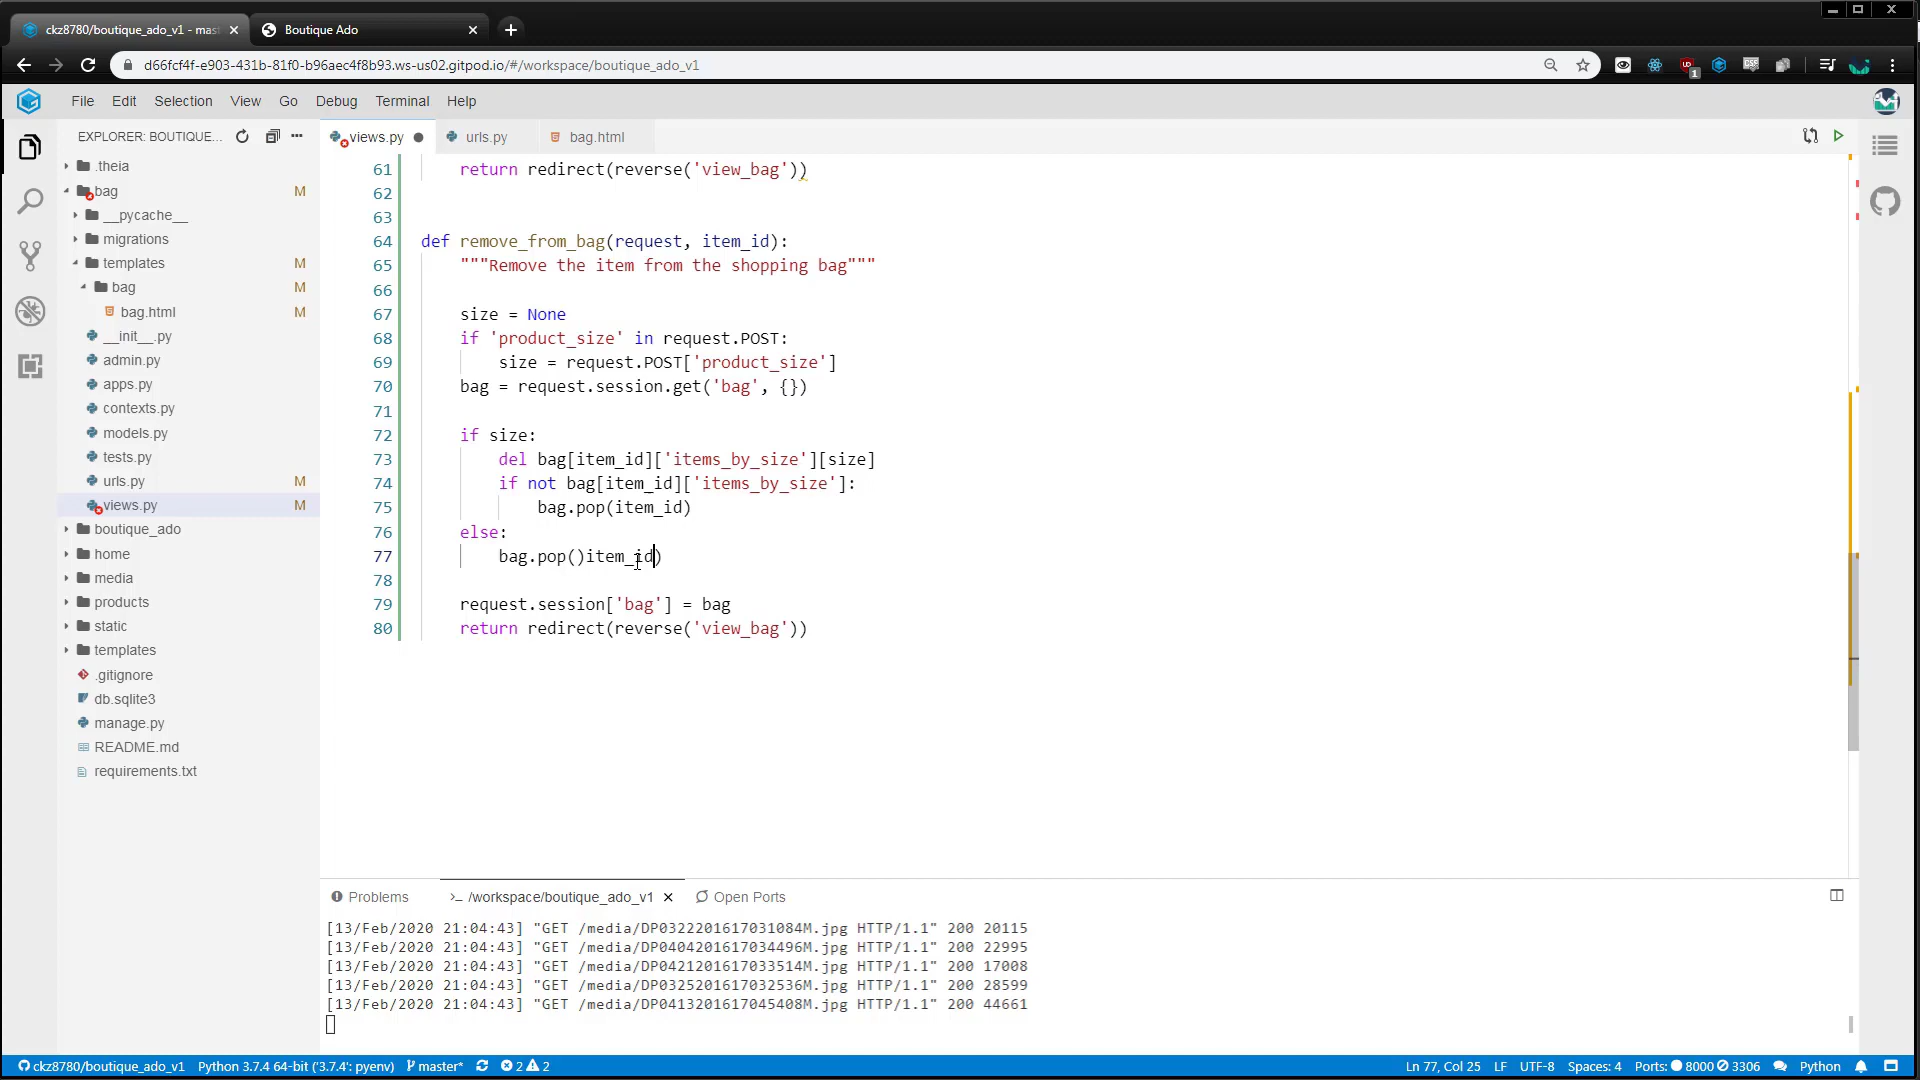 ckz8780/boutique_ado_v1 - mas
Boutique Ado
d66fcf4f-e903-431b-81f0-b96aec4f8b93.ws-us02.gitpod.io/#/workspace/boutique_ado_v1
File Edit Selection View Go Debug Terminal Help
EXPLORER: BOUTIQUE...
views.py
urls.py
bag.html
.theia
bag M
__pycache__
migrations
templates M
bag M
bag.html M
__init__.py
admin.py
apps.py
contexts.py
models.py
tests.py
urls.py M
views.py M
boutique_ado
home
media
products
static
templates
.gitignore
db.sqlite3
manage.py
README.md
requirements.txt
61 return redirect(reverse('view_bag'))
62
63
64 def remove_from_bag(request, item_id):
65 """Remove the item from the shopping bag"""
66
67 size = None
68 if 'product_size' in request.POST:
69 size = request.POST['product_size']
70 bag = request.session.get('bag', {})
71
72 if size:
73 del bag[item_id]['items_by_size'][size]
74 if not bag[item_id]['items_by_size']:
75 bag.pop(item_id)
76 else:
77 bag.pop()item_id)
78
79 request.session['bag'] = bag
80 return redirect(reverse('view_bag'))
Problems
>_ /workspace/boutique_ado_v1
Open Ports
[13/Feb/2020 21:04:43] "GET /media/DP0322201617031084M.jpg HTTP/1.1" 200 20115
[13/Feb/2020 21:04:43] "GET /media/DP0404201617034496M.jpg HTTP/1.1" 200 22995
[13/Feb/2020 21:04:43] "GET /media/DP0421201617033514M.jpg HTTP/1.1" 200 17008
[13/Feb/2020 21:04:43] "GET /media/DP0325201617032536M.jpg HTTP/1.1" 200 28599
[13/Feb/2020 21:04:43] "GET /media/DP0413201617045408M.jpg HTTP/1.1" 200 44661
ckz8780/boutique_ado_v1 Python 3.7.4 64-bit ('3.7.4': pyenv) master* 2 2 Ln 77, Col 25 LF UTF-8 Spaces: 4 Ports: 8000 3306 Python